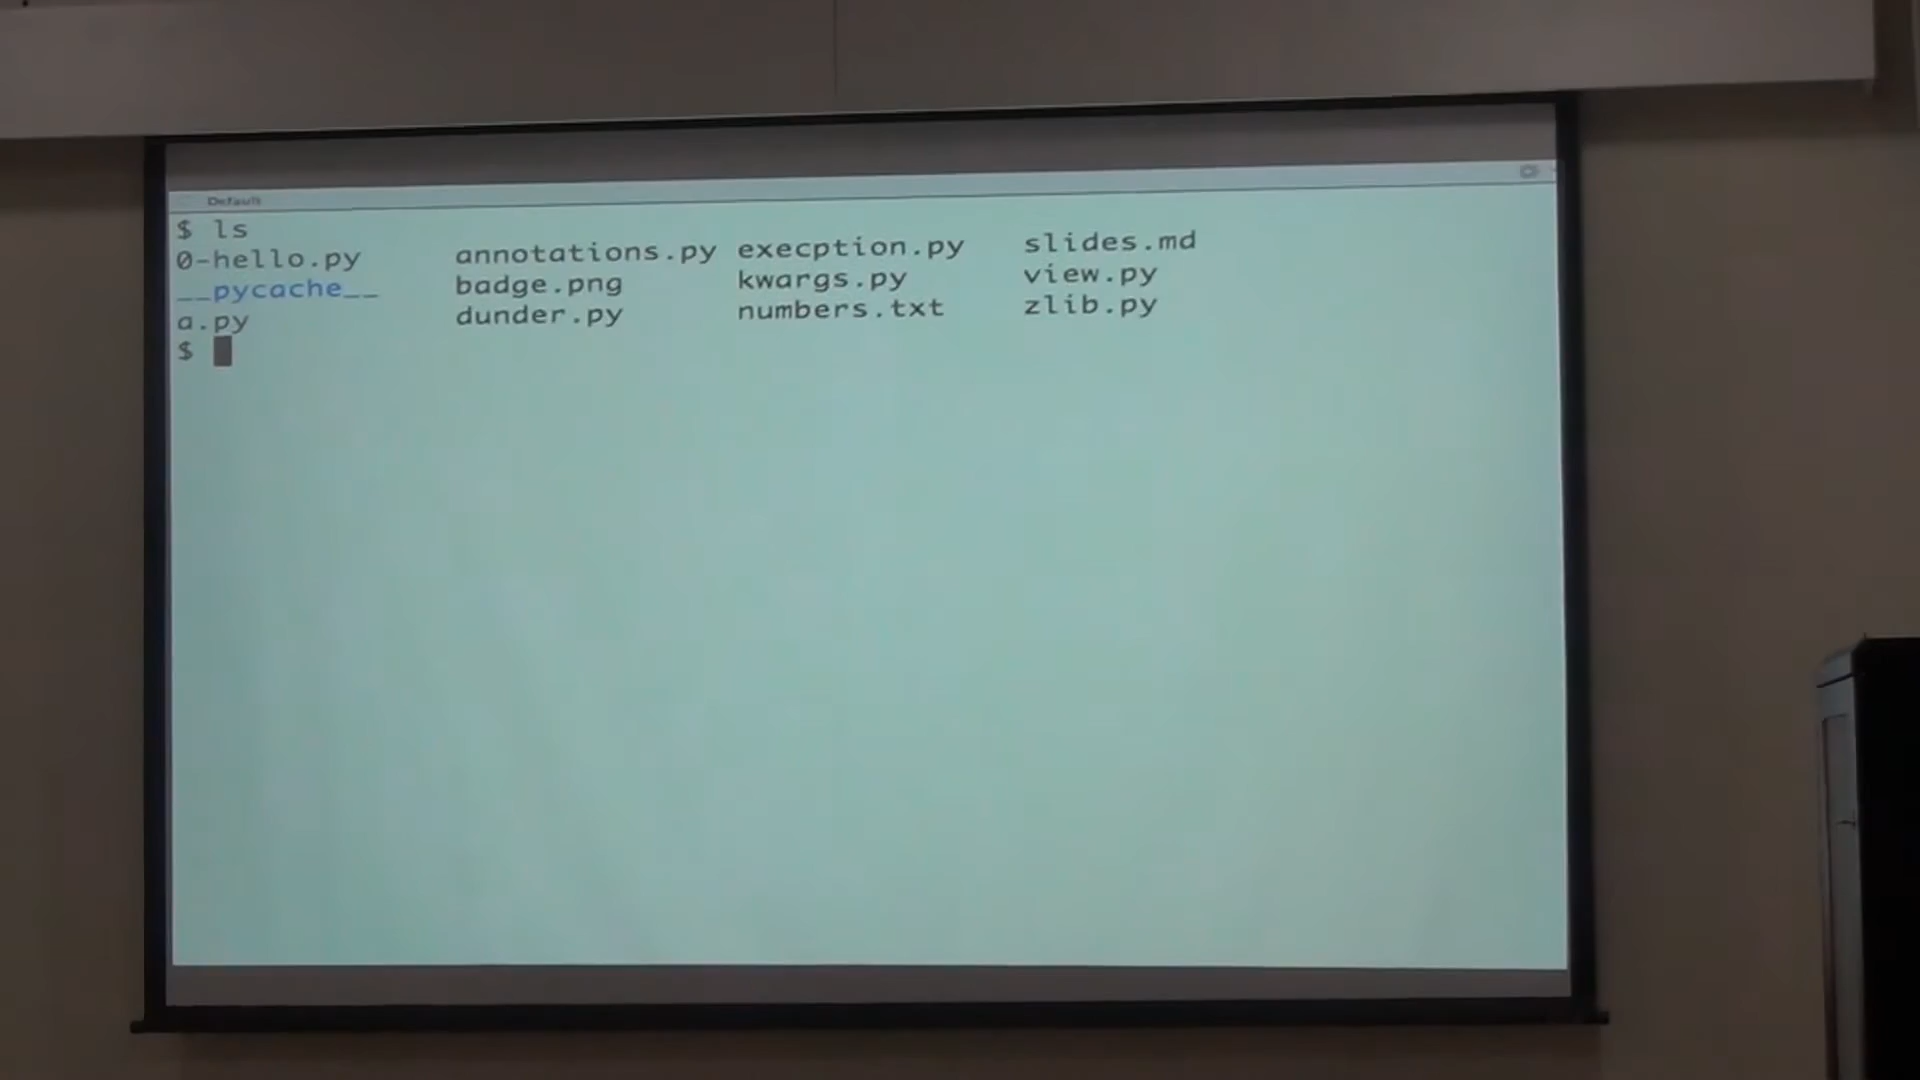 Default
$ ls
0-hello.py annotations.py execption.py slides.md
__pycache__ badge.png kwargs.py view.py
a.py dunder.py numbers.txt zlib.py
$